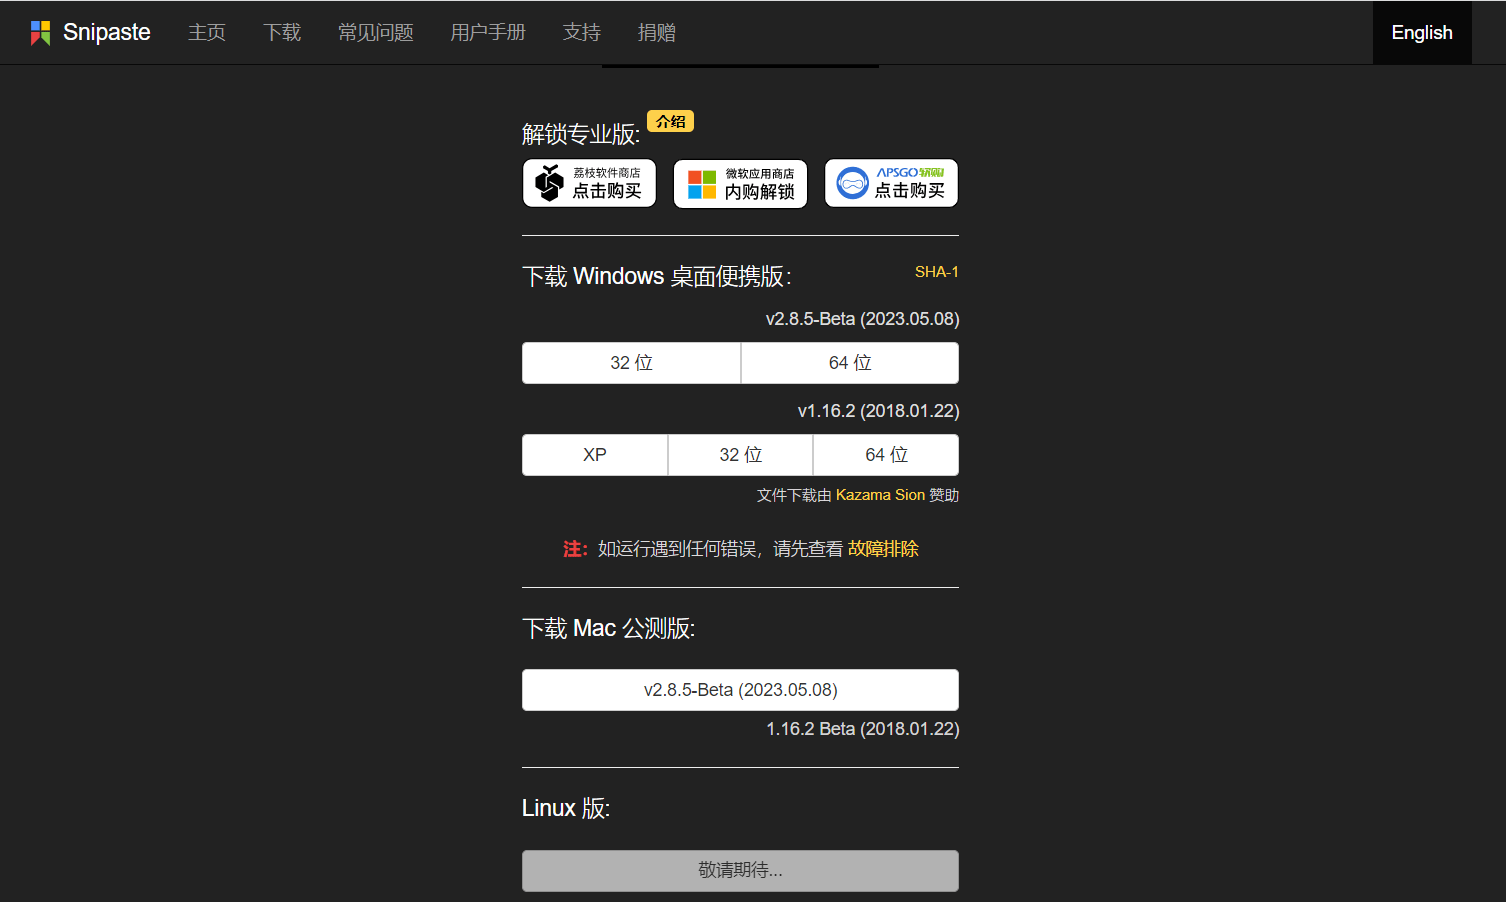 Snipaste 主页 下载 常见问题 用户手册 支持 捐赠 English
解锁专业版: 介绍
荔枝软件商店
点击购买
微软应用商店
内购解锁
APSGO软购
点击购买
下载 Windows 桌面便携版: SHA-1
v2.8.5-Beta (2023.05.08)
32 位 64 位
v1.16.2 (2018.01.22)
XP 32 位 64 位
文件下载由 Kazama Sion 赞助
注：如运行遇到任何错误，请先查看 故障排除
下载 Mac 公测版:
v2.8.5-Beta (2023.05.08)
1.16.2 Beta (2018.01.22)
Linux 版:
敬请期待...